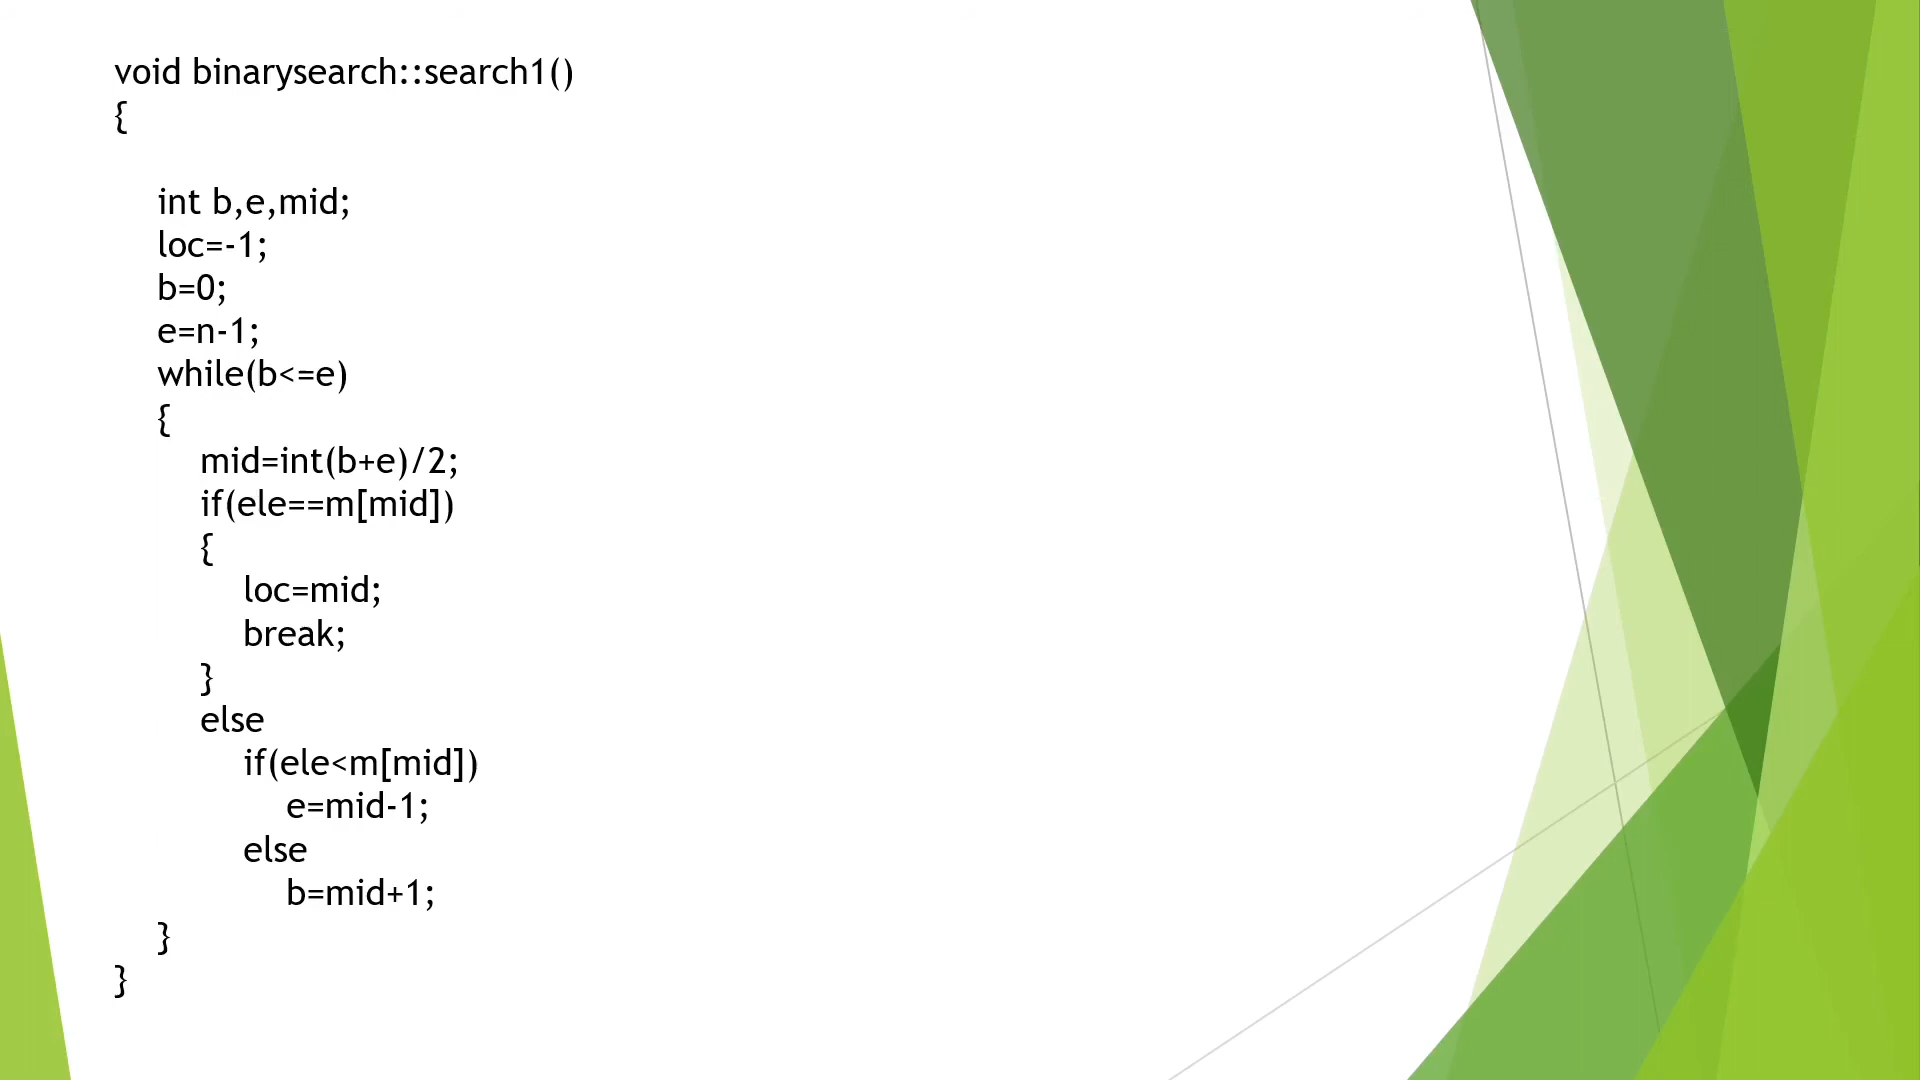 void binarysearch::search1()
{
int b,e,mid;
loc=-1;
b=0;
e=n-1;
while(b<=e)
{
mid=int(b+e)/2;
if(ele==m[mid])
{
loc=mid;
break;
}
else
if(ele<m[mid])
e=mid-1;
else
b=mid+1;
}
}